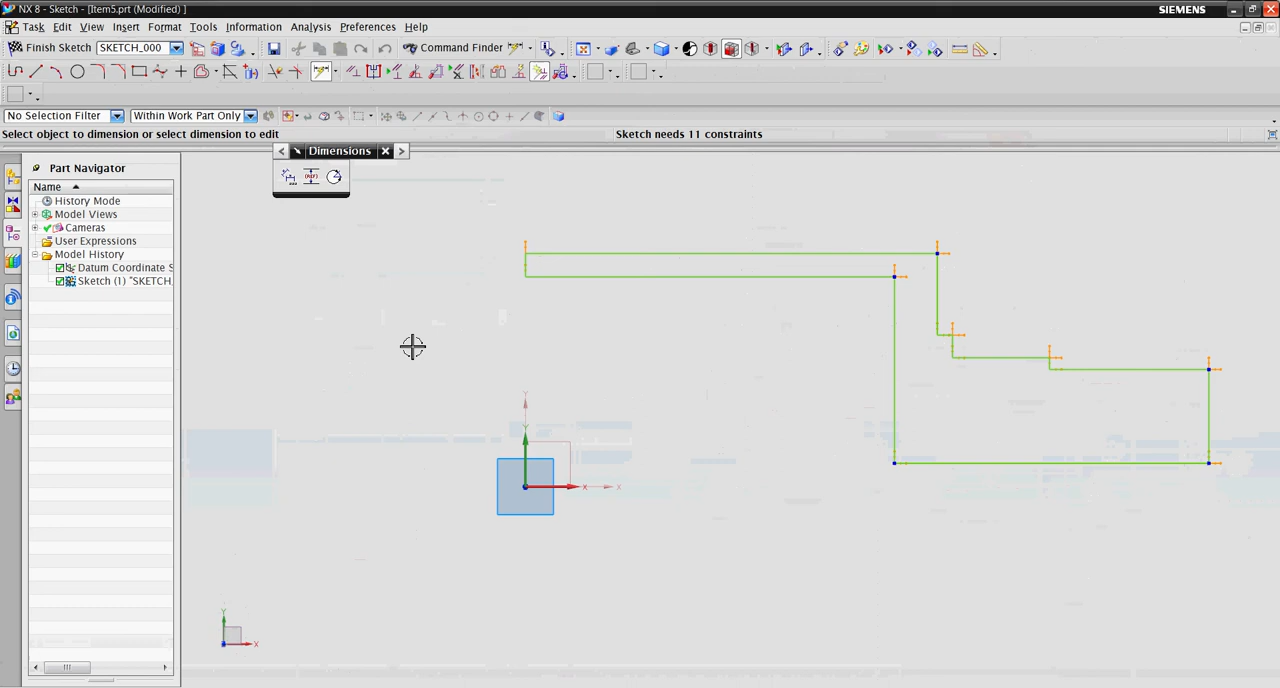 NX 8 - Sketch - [Item5.prt (Modified) ]
SIEMENS
Task Edit View Insert Format Tools Information Analysis Preferences Help
Finish Sketch SKETCH_000 Command Finder
No Selection Filter Within Work Part Only
Select object to dimension or select dimension to edit
Sketch needs 11 constraints
Dimensions
Part Navigator
Name
History Mode
Model Views
Cameras
User Expressions
Model History
Datum Coordinate S
Sketch (1) "SKETCH_
Y
Y
X X
Y
X